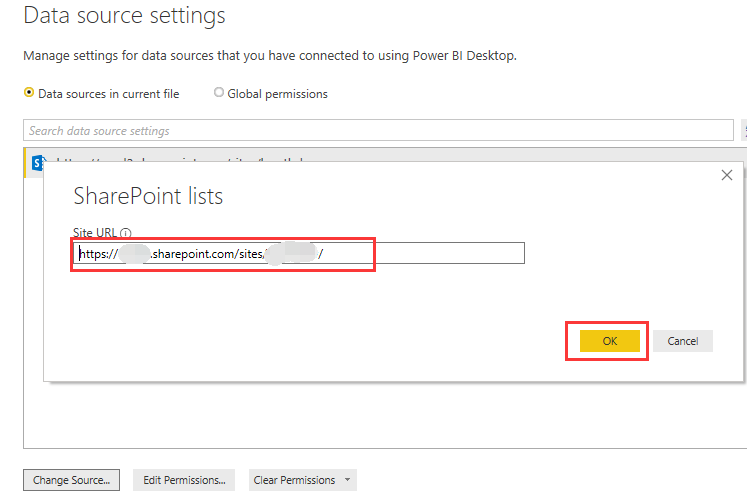 Data source settings
Manage settings for data sources that you have connected to using Power BI Desktop.
Data sources in current file Global permissions
Search data source settings
SharePoint lists
Site URL
https:// .sharepoint.com/sites/ /
OK Cancel
Change Source... Edit Permissions... Clear Permissions